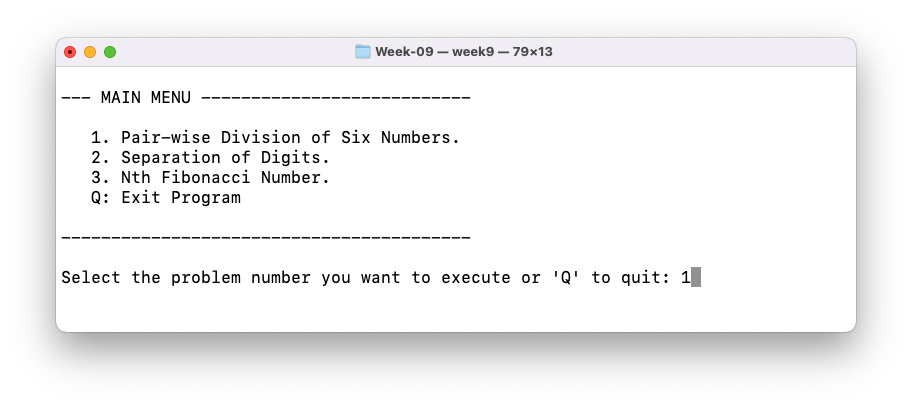 Week-09 — week9 — 79×13
--- MAIN MENU ---------------------------
1. Pair-wise Division of Six Numbers.
2. Separation of Digits.
3. Nth Fibonacci Number.
Q: Exit Program
-----------------------------------------
Select the problem number you want to execute or 'Q' to quit: 1